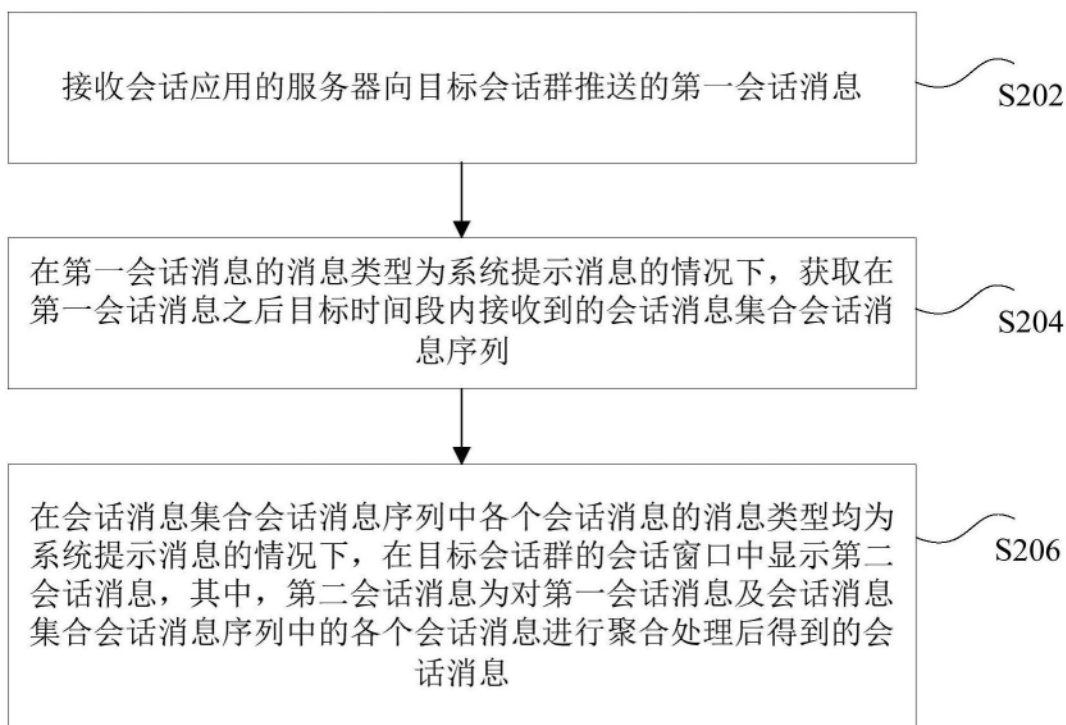 接收会话应用的服务器向目标会话群推送的第一会话消息
S202
在第一会话消息的消息类型为系统提示消息的情况下，获取在
第一会话消息之后目标时间段内接收到的会话消息集合会话消
息序列
S204
在会话消息集合会话消息序列中各个会话消息的消息类型均为
系统提示消息的情况下，在目标会话群的会话窗口中显示第二
会话消息，其中，第二会话消息为对第一会话消息及会话消息
集合会话消息序列中的各个会话消息进行聚合处理后得到的会
话消息
S206